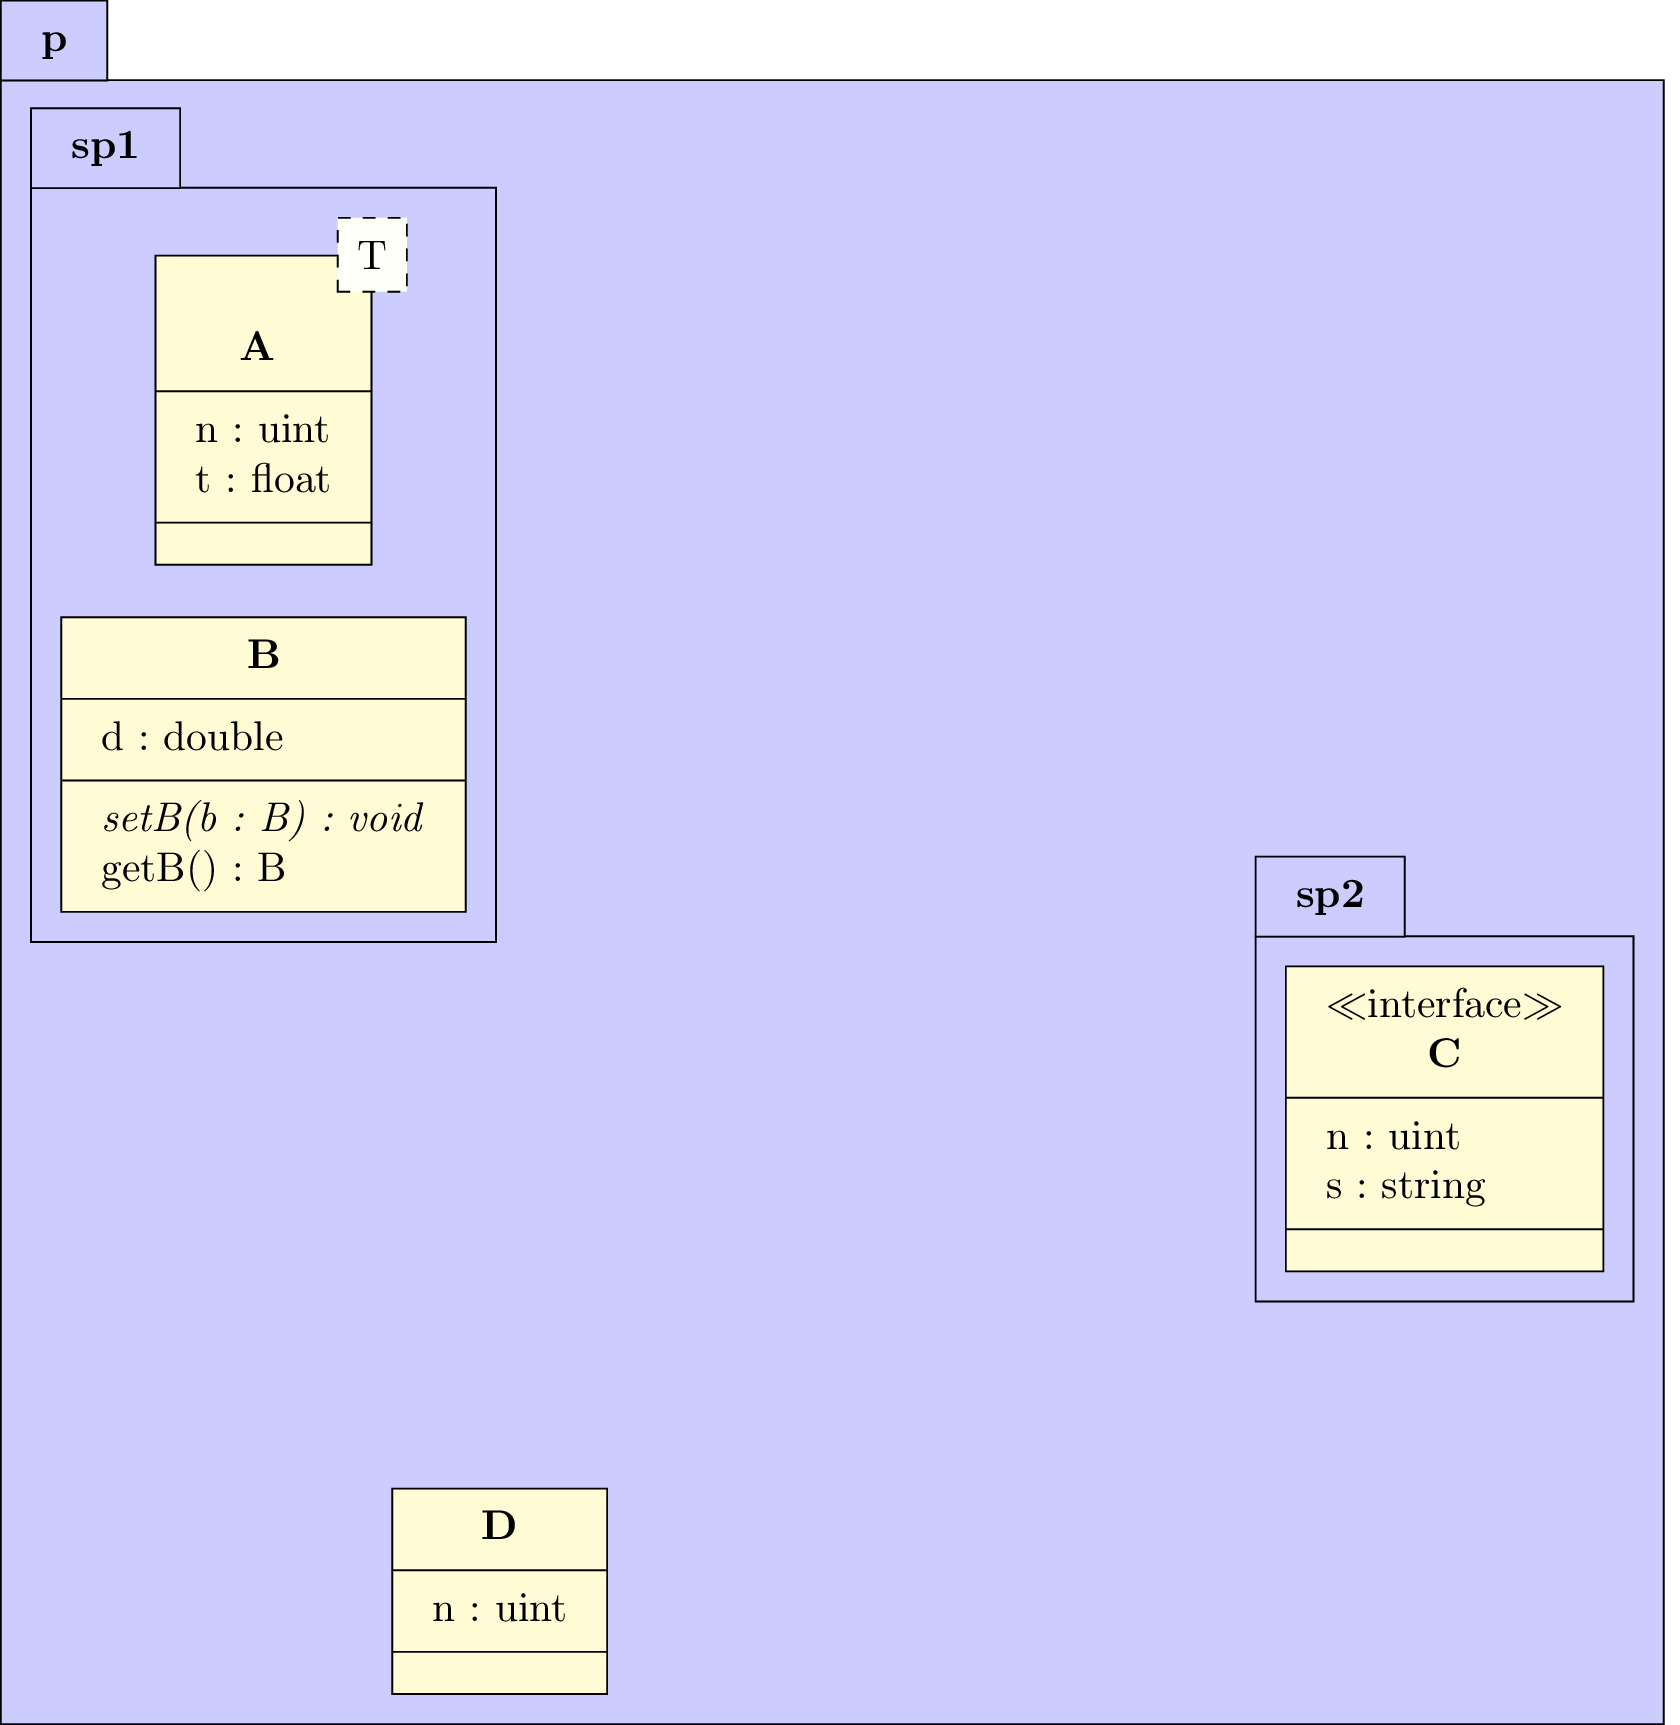 p
sp1
T
A
n : uint
t : float
B
d : double
setB(b : B) : void
getB() : B
sp2
≪interface≫
C
n : uint
s : string
D
n : uint